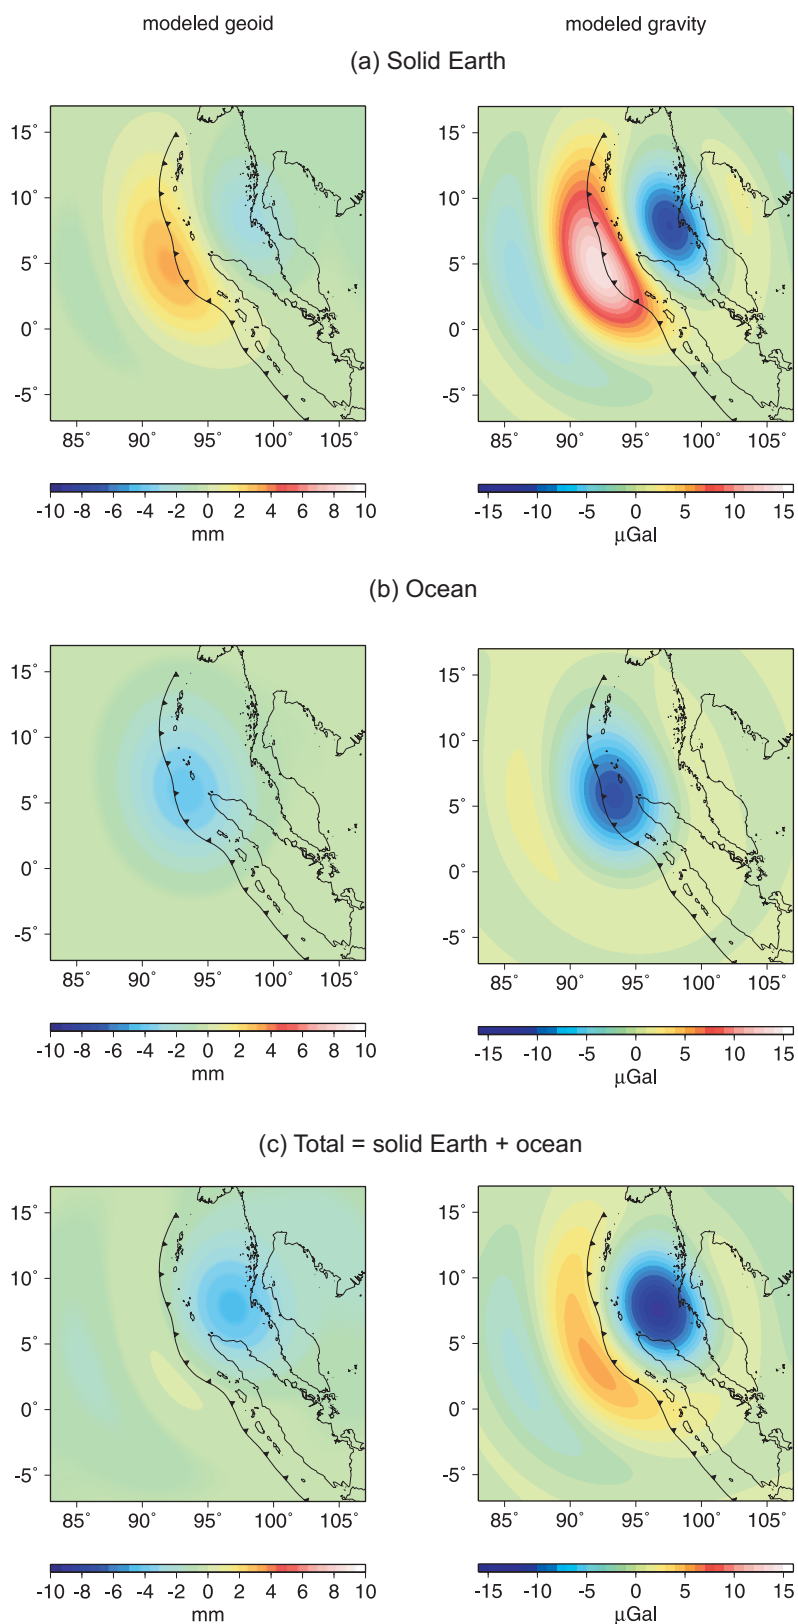 modeled geoid modeled gravity
(a) Solid Earth
15° 15°
10° 10°
5° 5°
0° 0°
-5° -5°
85° 90° 95° 100° 105° 85° 90° 95° 100° 105°
-10 -8 -6 -4 -2 0 2 4 6 8 10 -15 -10 -5 0 5 10 15
mm μGal
(b) Ocean
15° 15°
10° 10°
5° 5°
0° 0°
-5° -5°
85° 90° 95° 100° 105° 85° 90° 95° 100° 105°
-10 -8 -6 -4 -2 0 2 4 6 8 10 -15 -10 -5 0 5 10 15
mm μGal
(c) Total = solid Earth + ocean
15° 15°
10° 10°
5° 5°
0° 0°
-5° -5°
85° 90° 95° 100° 105° 85° 90° 95° 100° 105°
-10 -8 -6 -4 -2 0 2 4 6 8 10 -15 -10 -5 0 5 10 15
mm μGal